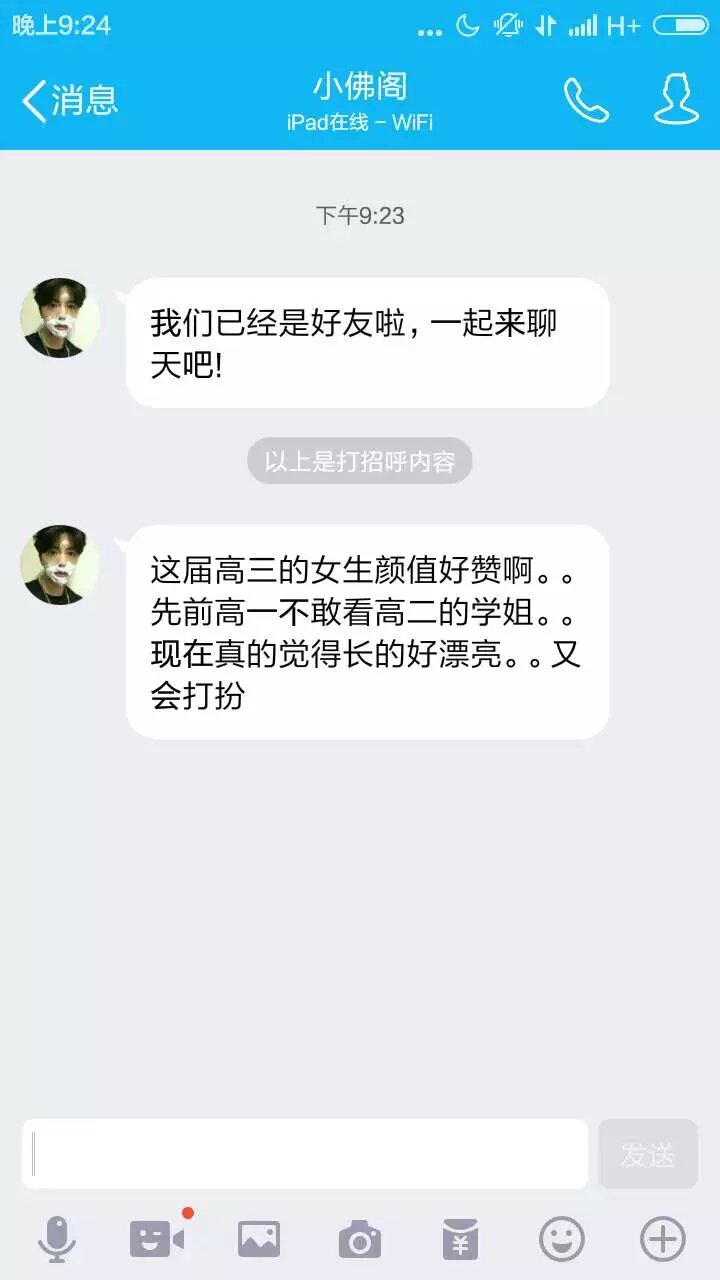 晚上9:24
H+
消息
小佛阁
iPad在线 - WiFi
下午9:23
我们已经是好友啦，一起来聊
天吧!
以上是打招呼内容
这届高三的女生颜值好赞啊。。
先前高一不敢看高二的学姐。。
现在真的觉得长的好漂亮。。又
会打扮
发送
¥